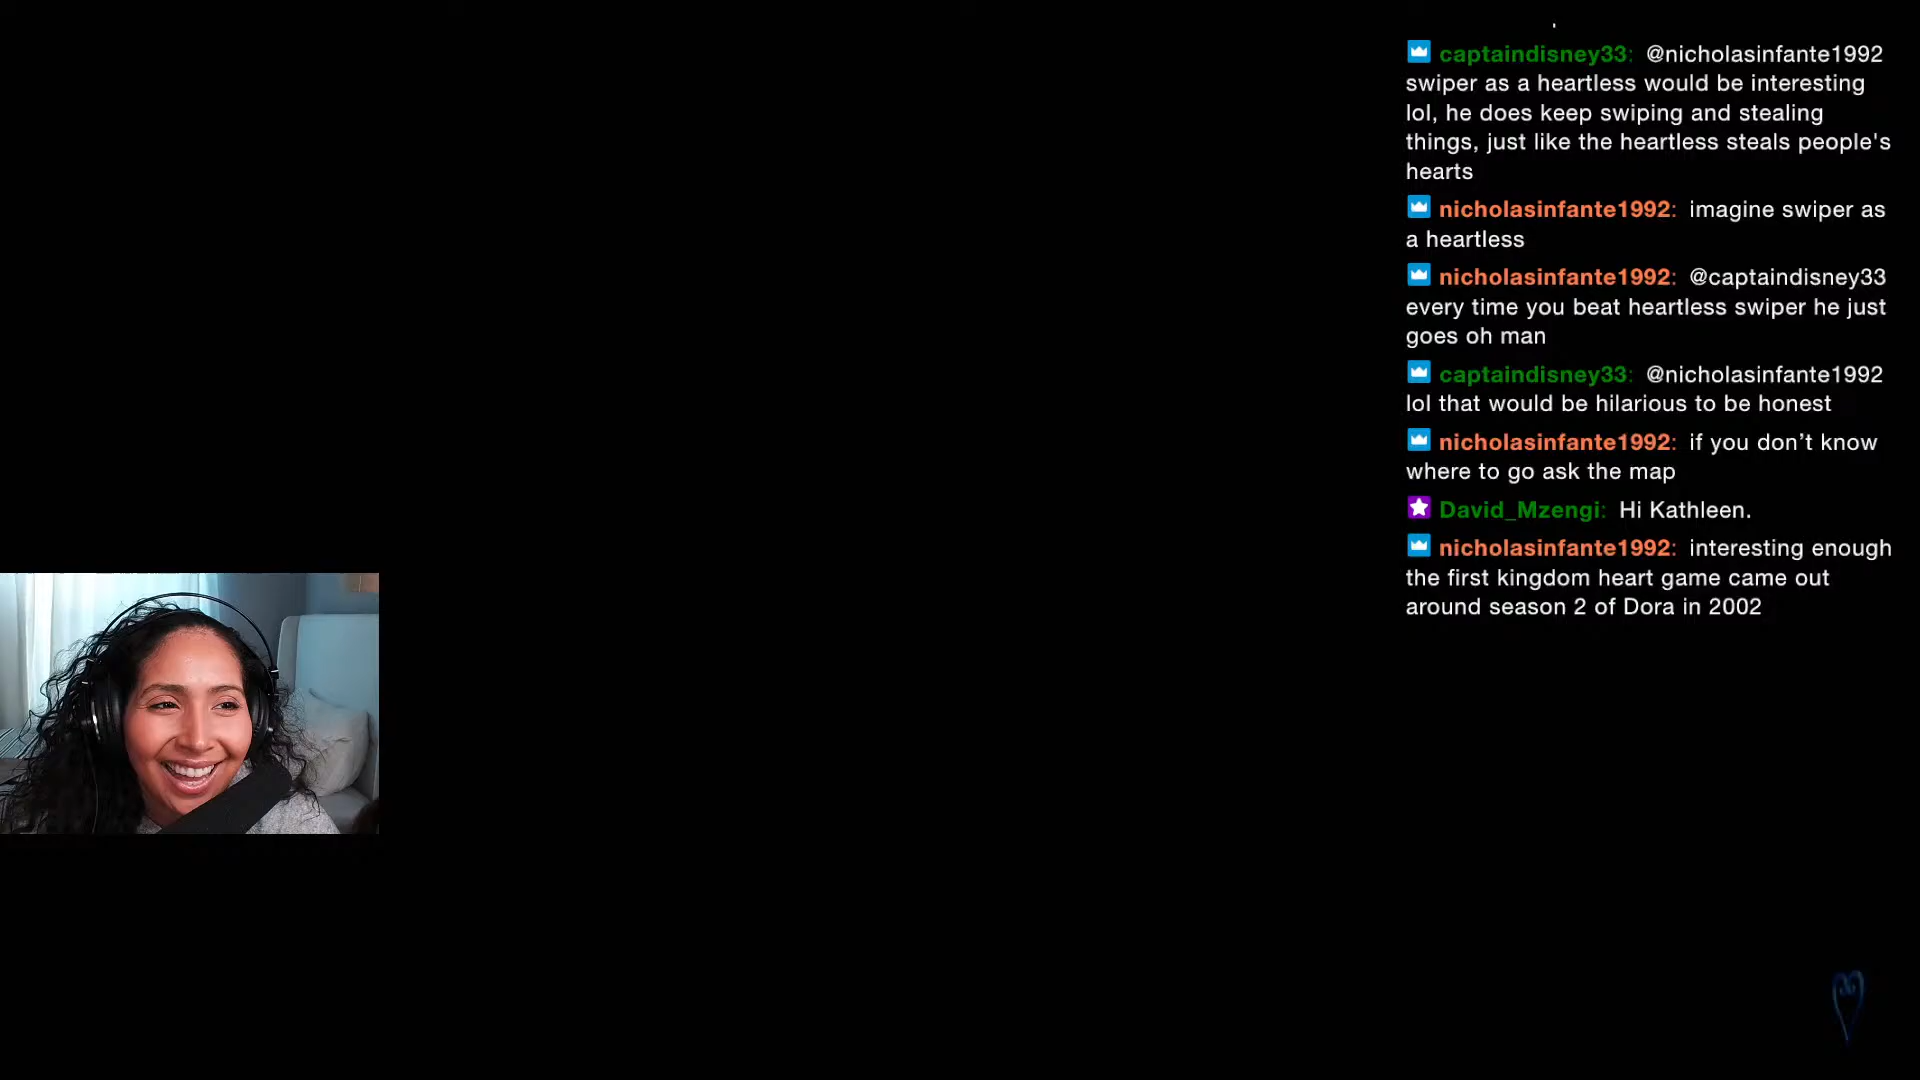 captaindisney33: @nicholasinfante1992
swiper as a heartless would be interesting
lol, he does keep swiping and stealing
things, just like the heartless steals people's
hearts
nicholasinfante1992: imagine swiper as
a heartless
nicholasinfante1992: @captaindisney33
every time you beat heartless swiper he just
goes oh man
captaindisney33: @nicholasinfante1992
lol that would be hilarious to be honest
nicholasinfante1992: if you don’t know
where to go ask the map
David_Mzengi: Hi Kathleen.
nicholasinfante1992: interesting enough
the first kingdom heart game came out
around season 2 of Dora in 2002